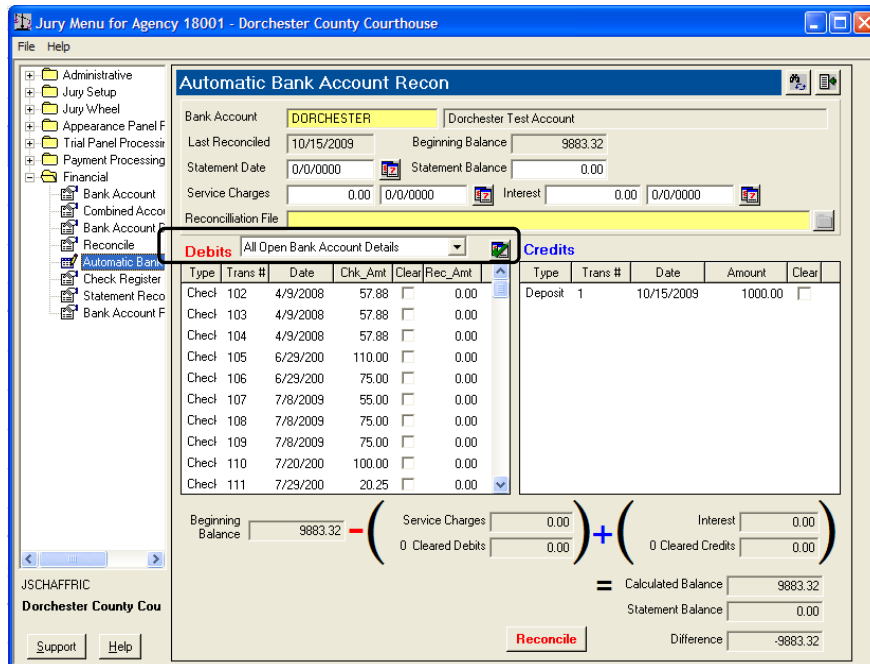 Jury Menu for Agency 18001 - Dorchester County Courthouse
File Help
Administrative
Jury Setup
Jury Wheel
Appearance Panel F
Trial Panel Processir
Payment Processing
Financial
Bank Account
Combined Accou
Bank Account R
Reconcile
Automatic Bank
Check Register
Statement Reco
Bank Account F
JSCHAFFRIC
Dorchester County Cou
Support Help
Automatic Bank Account Recon
Bank Account DORCHESTER Dorchester Test Account
Last Reconciled 10/15/2009 Beginning Balance 9883.32
Statement Date 0/0/0000 Statement Balance 0.00
Service Charges 0.00 0/0/0000 Interest 0.00 0/0/0000
Reconcilliation File
Debits All Open Bank Account Details Credits
Type Trans # Date Chk_Amt Clear Rec_Amt
Check 102 4/9/2008 57.88 0.00
Check 103 4/9/2008 57.88 0.00
Check 104 4/9/2008 57.88 0.00
Check 105 6/29/200 110.00 0.00
Check 106 6/29/200 75.00 0.00
Check 107 7/8/2009 55.00 0.00
Check 108 7/8/2009 75.00 0.00
Check 109 7/8/2009 75.00 0.00
Check 110 7/20/200 100.00 0.00
Check 111 7/29/200 20.25 0.00
Type Trans # Date Amount Clear
Deposit 1 10/15/2009 1000.00
Beginning Balance 9883.32 - ( Service Charges 0.00 ) + ( Interest 0.00 )
0 Cleared Debits 0.00 0 Cleared Credits 0.00
= Calculated Balance 9883.32
Statement Balance 0.00
Reconcile Difference -9883.32